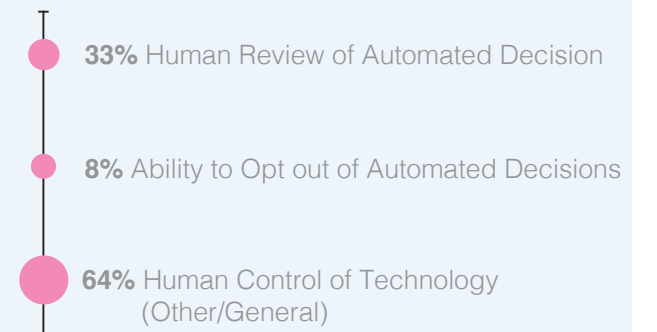 33% Human Review of Automated Decision
8% Ability to Opt out of Automated Decisions
64% Human Control of Technology
(Other/General)